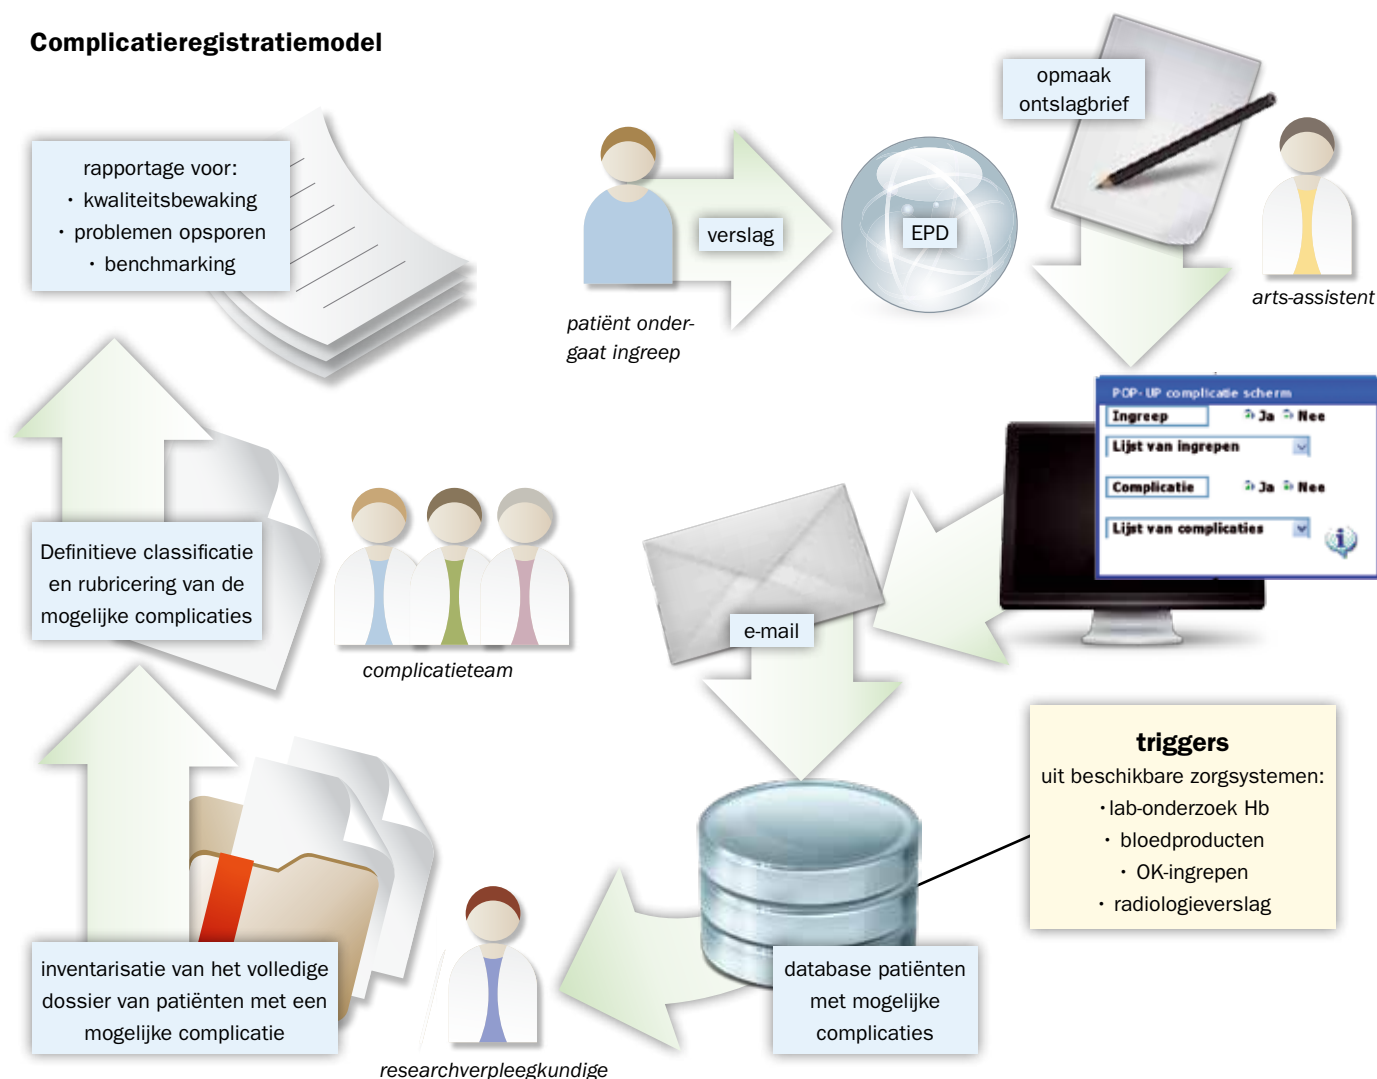 Complicatieregistratiemodel
opmaak
ontslagbrief
arts-assistent
rapportage voor:
• kwaliteitsbewaking
• problemen opsporen
• benchmarking
verslag
EPD
patiënt onder-
gaat ingreep
POP-UP complicatie scherm
Ingreep Ja Nee
Lijst van ingrepen
Complicatie Ja Nee
Lijst van complicaties
i
Definitieve classificatie
en rubricering van de
mogelijke complicaties
complicatieteam
e-mail
triggers
uit beschikbare zorgsystemen:
• lab-onderzoek Hb
• bloedproducten
• OK-ingrepen
• radiologieverslag
inventarisatie van het volledige
dossier van patiënten met een
mogelijke complicatie
researchverpleegkundige
database patiënten
met mogelijke
complicaties